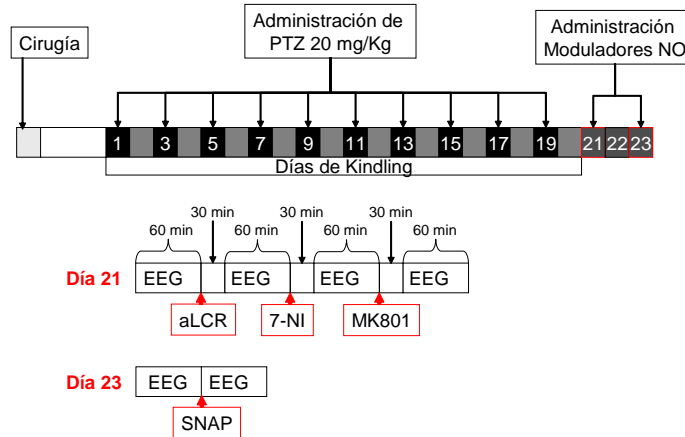 Cirugía
Administración de
PTZ 20 mg/Kg
Administración
Moduladores NO
1 3 5 7 9 11 13 15 17 19 21 22 23
Días de Kindling
30 min 30 min 30 min
60 min 60 min 60 min 60 min
Día 21 EEG EEG EEG EEG
aLCR 7-NI MK801
Día 23 EEG EEG
SNAP